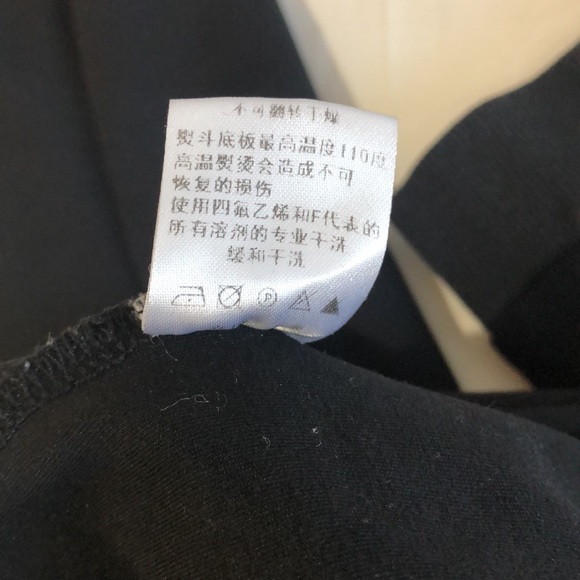 不可翻转干燥
熨斗底板最高温度110度
高温熨烫会造成不可
恢复的损伤
使用四氟乙烯和F代表的
所有溶剂的专业干洗
缓和干洗
P